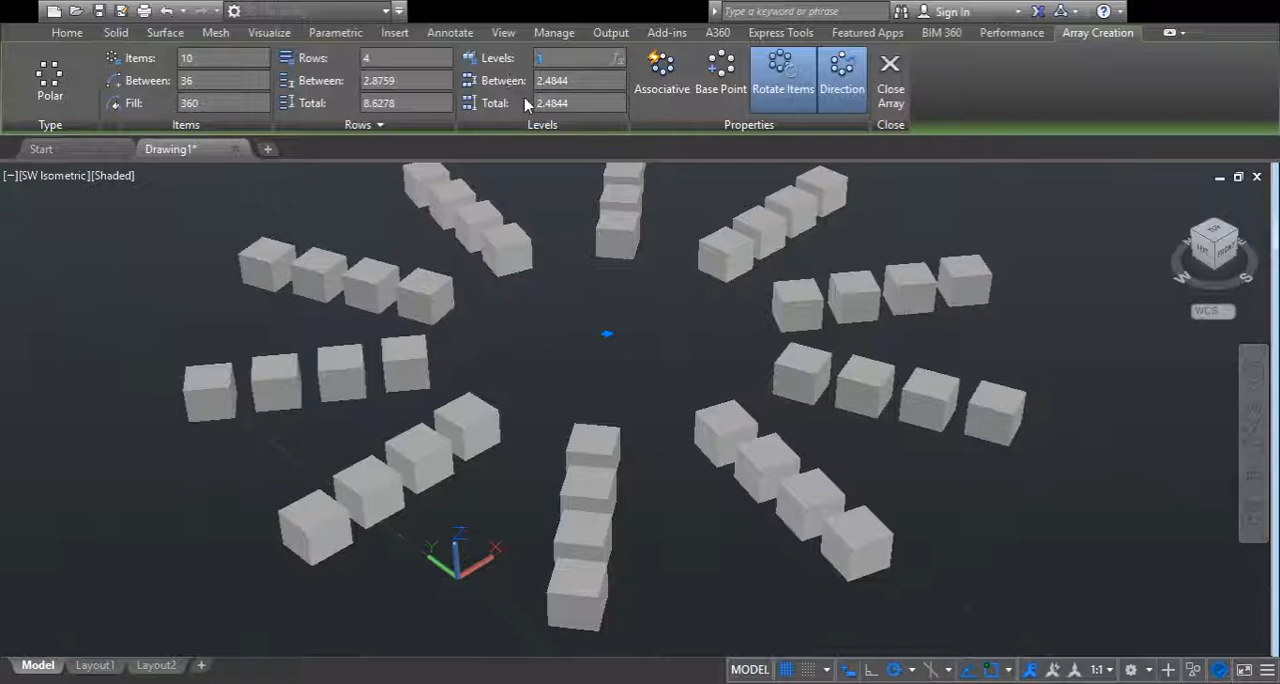 Type a keyword or phrase
Sign In
Home Solid Surface Mesh Visualize Parametric Insert Annotate View Manage Output Add-ins A360 Express Tools Featured Apps BIM 360 Performance Array Creation
Items: 10 Rows: 4 Levels: 1
Between: 36 Between: 2.8759 Between: 2.4844
Fill: 360 Total: 8.6278 Total: 2.4844
Polar Associative Base Point Rotate Items Direction Close Array
Type Items Rows Levels Properties Close
Start Drawing1* +
[−][SW Isometric][Shaded]
TOP
LEFT FRONT
W S
WCS
Z
Y X
Model Layout1 Layout2 +
MODEL 1:1